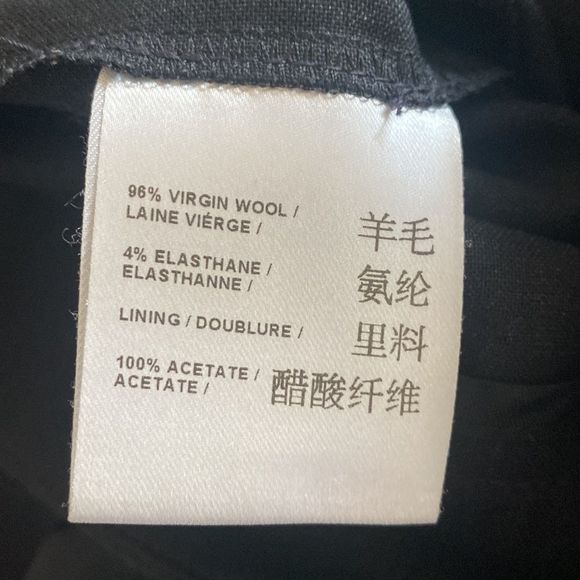 96% VIRGIN WOOL /
LAINE VIÉRGE / 羊毛
4% ELASTHANE /
ELASTHANNE / 氨纶
LINING / DOUBLURE / 里料
100% ACETATE /
ACETATE / 醋酸纤维